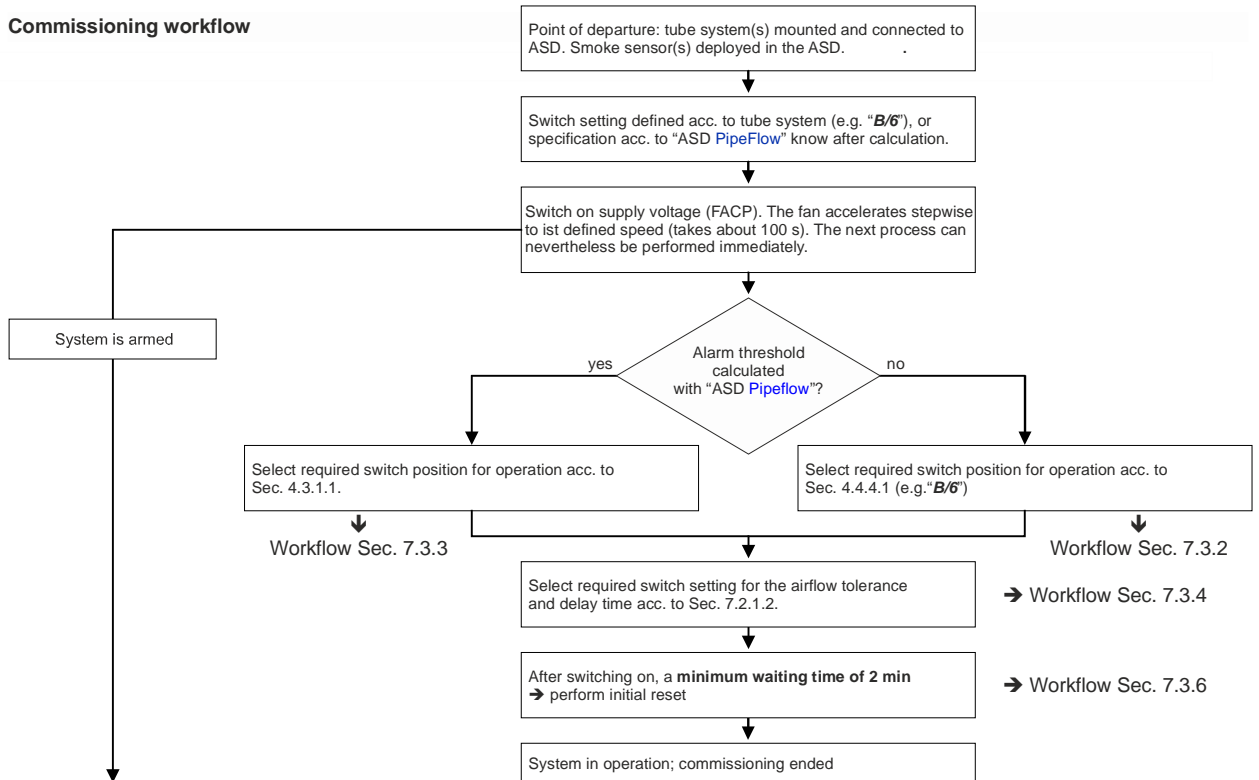 Commissioning workflow
Point of departure: tube system(s) mounted and connected to
ASD. Smoke sensor(s) deployed in the ASD. .
Switch setting defined acc. to tube system (e.g. “B/6”), or
specification acc. to “ASD PipeFlow” know after calculation.
Switch on supply voltage (FACP). The fan accelerates stepwise
to ist defined speed (takes about 100 s). The next process can
nevertheless be performed immediately.
System is armed
yes
Alarm threshold
calculated
with “ASD Pipeflow”?
no
Select required switch position for operation acc. to
Sec. 4.3.1.1.
Select required switch position for operation acc. to
Sec. 4.4.4.1 (e.g.“B/6”)
🡻
Workflow Sec. 7.3.3
🡻
Workflow Sec. 7.3.2
Select required switch setting for the airflow tolerance
and delay time acc. to Sec. 7.2.1.2.
➔ Workflow Sec. 7.3.4
After switching on, a minimum waiting time of 2 min
➔ perform initial reset
➔ Workflow Sec. 7.3.6
System in operation; commissioning ended